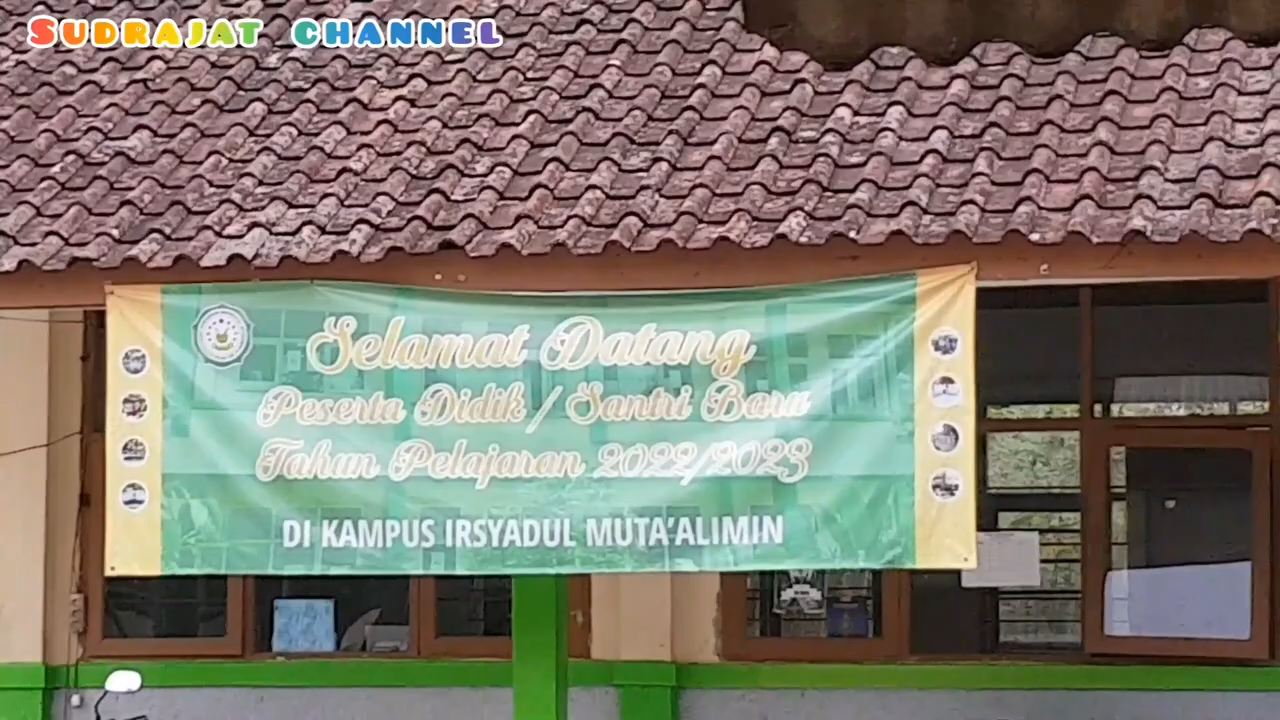 SUDRAJAT CHANNEL
Selamat Datang
Peserta Didik / Santri Baru
Tahun Pelajaran 2022/2023
DI KAMPUS IRSYADUL MUTA'ALIMIN